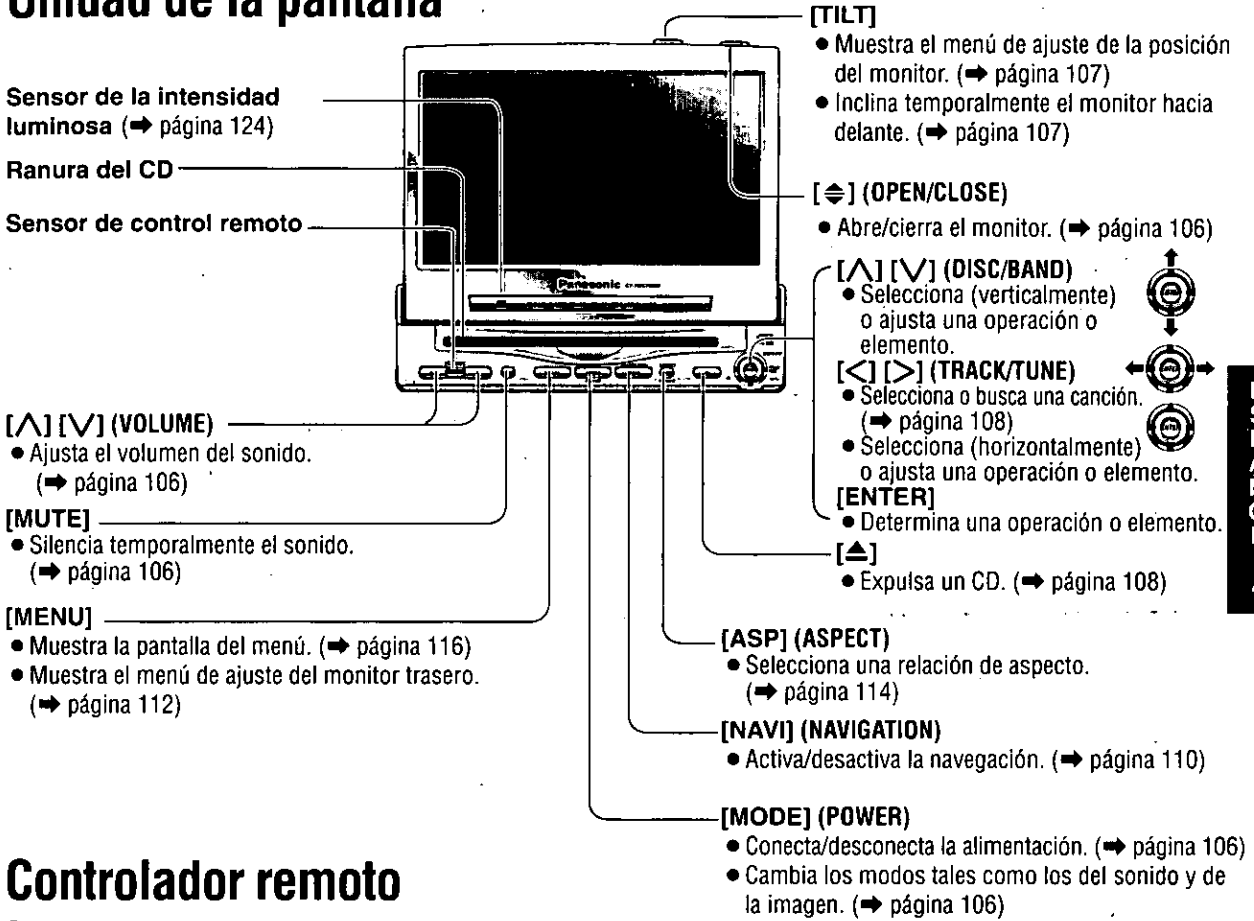 Unidad de la pantalla
Sensor de la intensidad
luminosa (➡ página 124)
Ranura del CD
Sensor de control remoto
[∧] [∨] (VOLUME)
● Ajusta el volumen del sonido.
(➡ página 106)
[MUTE]
● Silencia temporalmente el sonido.
(➡ página 106)
[MENU]
● Muestra la pantalla del menú. (➡ página 116)
● Muestra el menú de ajuste del monitor trasero.
(➡ página 112)
Panasonic
[TILT]
● Muestra el menú de ajuste de la posición
del monitor. (➡ página 107)
● Inclina temporalmente el monitor hacia
delante. (➡ página 107)
[⬘] (OPEN/CLOSE)
● Abre/cierra el monitor. (➡ página 106)
[∧] [∨] (DISC/BAND)
● Selecciona (verticalmente)
o ajusta una operación o
elemento.
[<] [>] (TRACK/TUNE)
● Selecciona o busca una canción.
(➡ página 108)
● Selecciona (horizontalmente)
o ajusta una operación o elemento.
[ENTER]
● Determina una operación o elemento.
[⏏]
● Expulsa un CD. (➡ página 108)
[ASP] (ASPECT)
● Selecciona una relación de aspecto.
(➡ página 114)
[NAVI] (NAVIGATION)
● Activa/desactiva la navegación. (➡ página 110)
[MODE] (POWER)
● Conecta/desconecta la alimentación. (➡ página 106)
● Cambia los modos tales como los del sonido y de
la imagen. (➡ página 106)
Controlador remoto